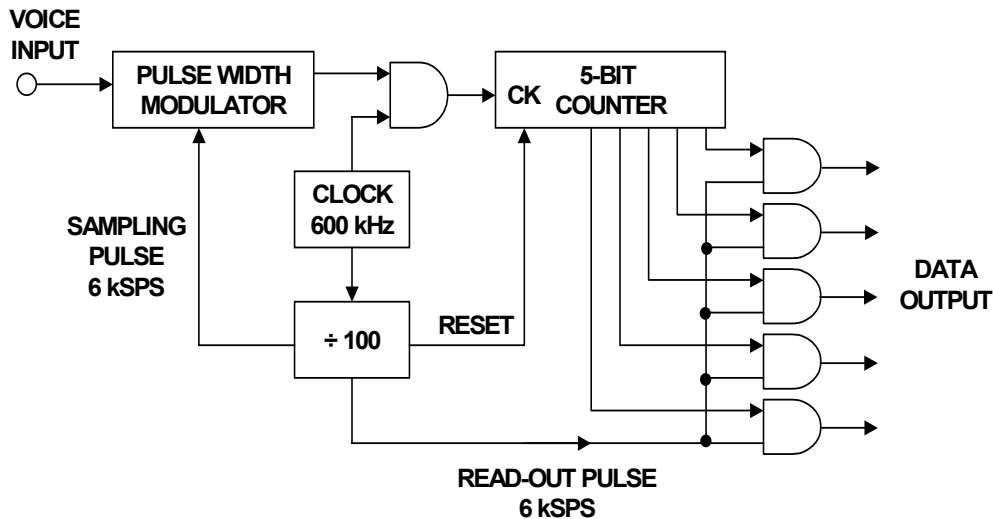 VOICE
INPUT
PULSE WIDTH
MODULATOR
CK
5-BIT
COUNTER
CLOCK
600 kHz
SAMPLING
PULSE
6 kSPS
÷ 100
RESET
DATA
OUTPUT
READ-OUT PULSE
6 kSPS